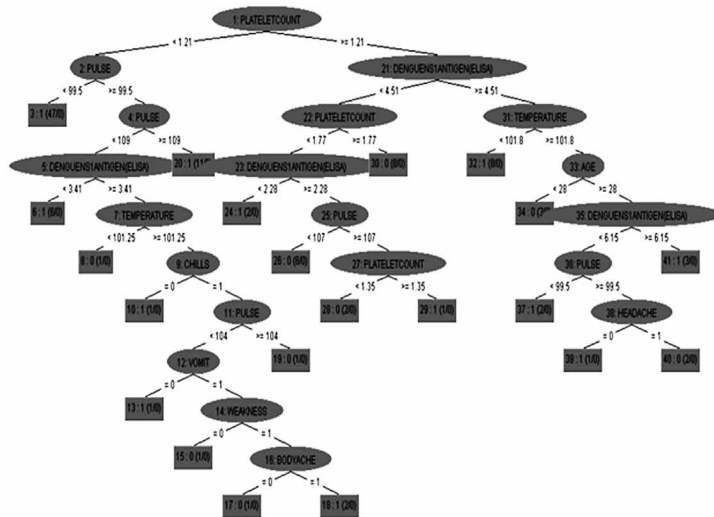 1: PLATELETCOUNT
< 1.21 >= 1.21
2: PULSE 21: DENGUENS1ANTIGEN(ELISA)
< 99.5 >= 99.5 < 4.51 >= 4.51
3 : 1 (47/0) 4: PULSE 22: PLATELETCOUNT 31: TEMPERATURE
< 109 >= 109 < 1.77 >= 1.77 < 101.8 >= 101.8
5: DENGUENS1ANTIGEN(ELISA) 20 : 1 23: DENGUENS1ANTIGEN(ELISA) 30 : 0 (8/0) 32 : 1 (8/0) 33: AGE
< 3.41 >= 3.41 < 2.28 >= 2.28 < 28 >= 28
6 : 1 (6/0) 7: TEMPERATURE 24 : 1 (2/0) 25: PULSE 34 : 0 35: DENGUENS1ANTIGEN(ELISA)
< 101.25 >= 101.25 < 107 >= 107 < 6.15 >= 6.15
8 : 0 (1/0) 9: CHILLS 26 : 0 (6/0) 27: PLATELETCOUNT 36: PULSE 41 : 1 (3/0)
= 0 = 1 < 1.35 >= 1.35 < 99.5 >= 99.5
10 : 1 (1/0) 11: PULSE 28 : 0 (2/0) 29 : 1 (1/0) 37 : 1 (2/0) 38: HEADACHE
< 104 >= 104 = 0 = 1
12: VOMIT 19 : 0 (1/0) 39 : 1 (1/0) 40 : 0 (2/0)
= 0 = 1
13 : 1 (1/0) 14: WEAKNESS
= 0 = 1
15 : 0 (1/0) 16: BODYACHE
= 0 = 1
17 : 0 (1/0) 18 : 1 (2/0)